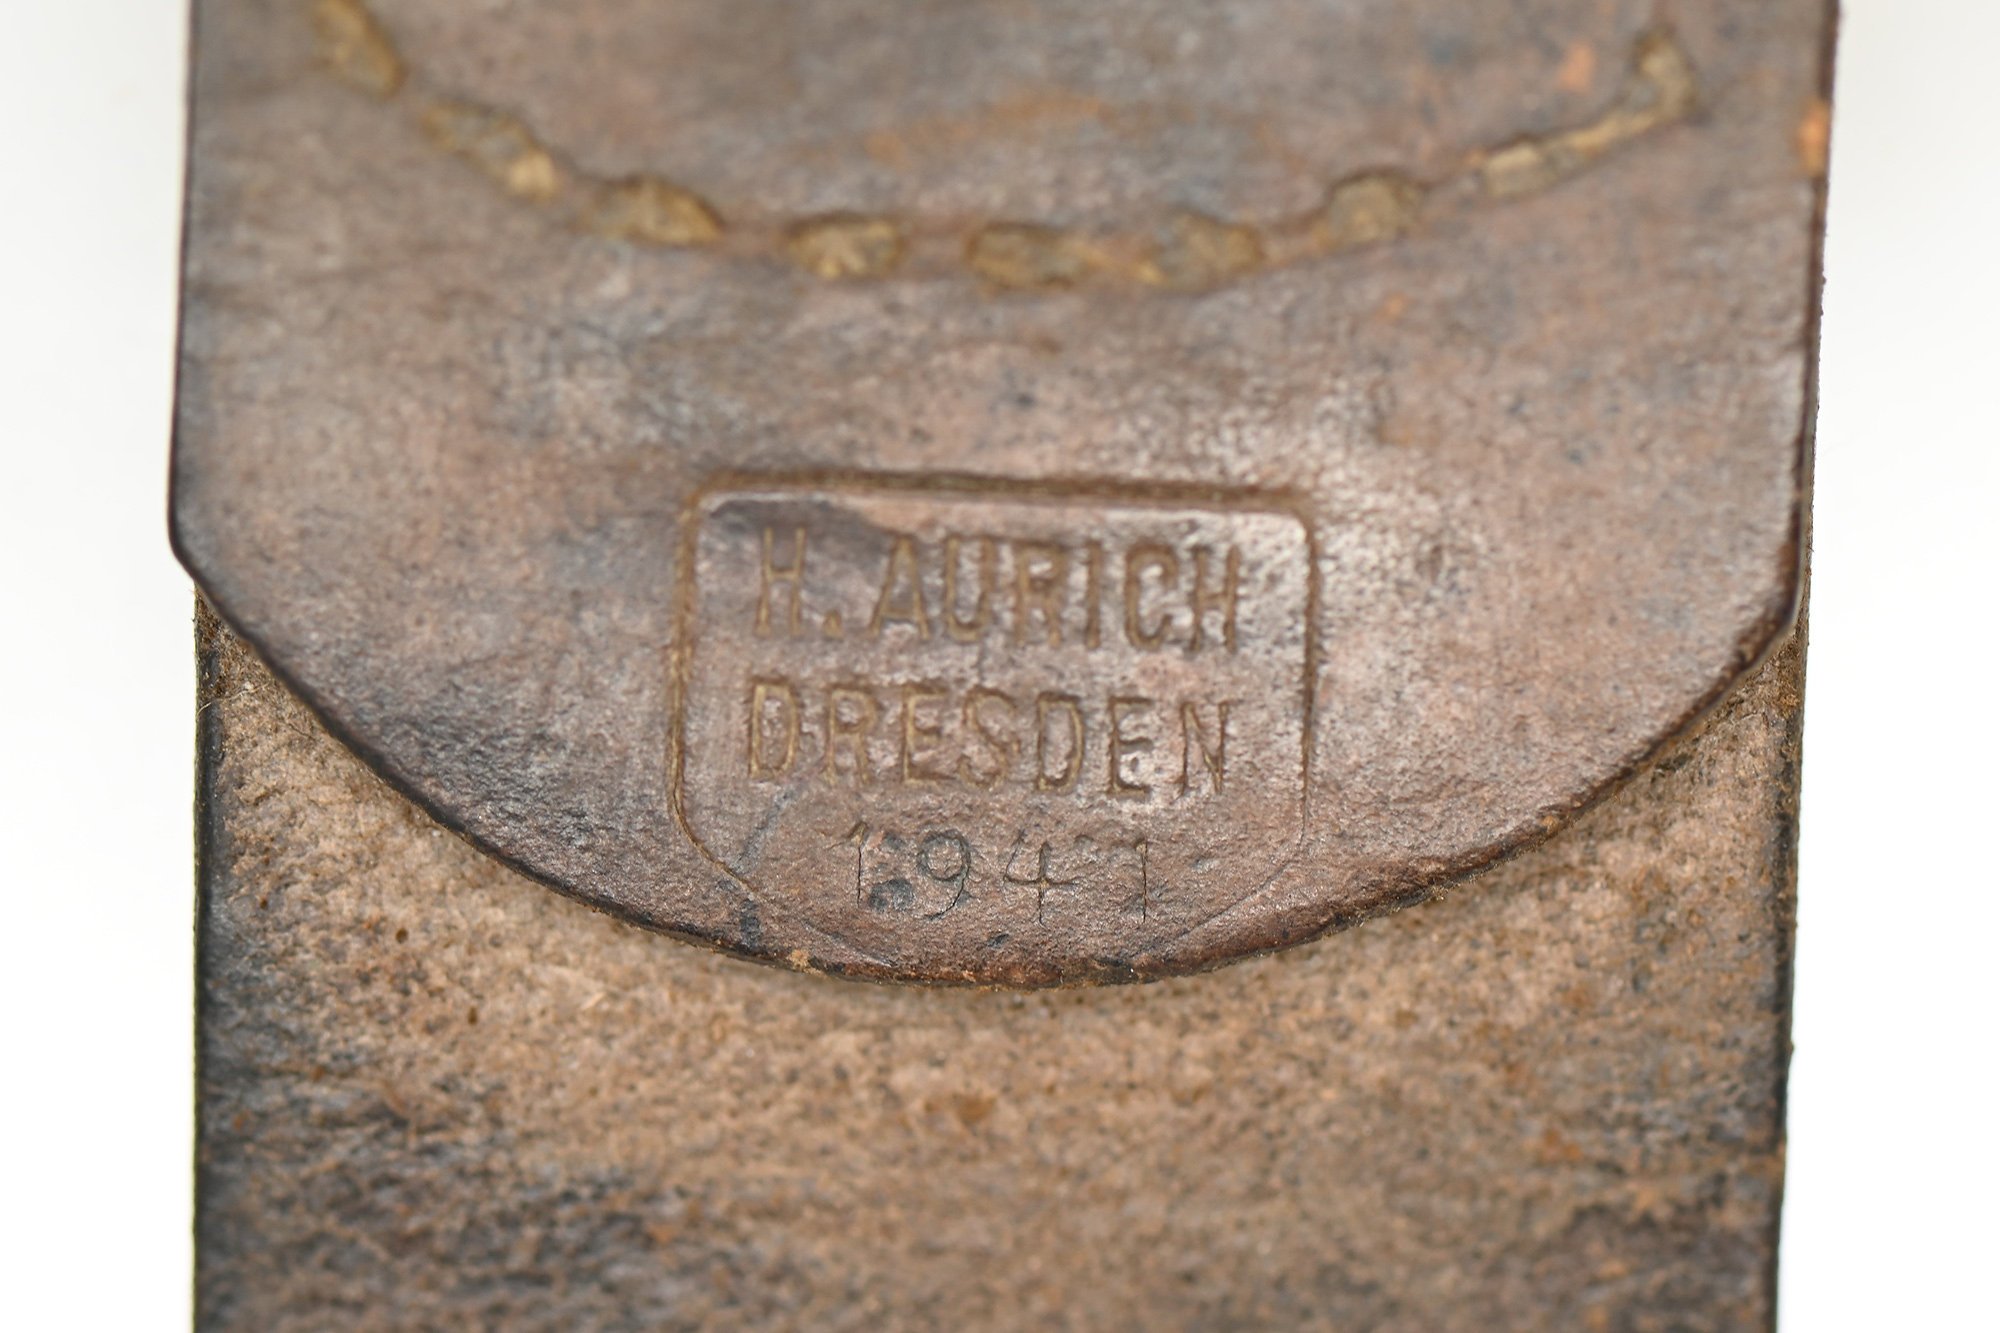 H. AURICH
DRESDEN
1941